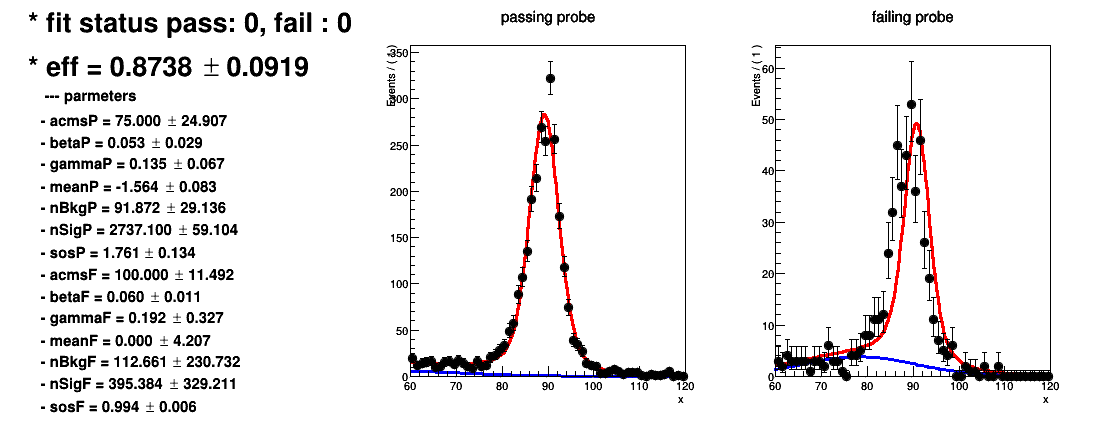 * fit status pass: 0, fail : 0
* eff = 0.8738 ± 0.0919
--- parmeters
- acmsP = 75.000 ± 24.907
- betaP = 0.053 ± 0.029
- gammaP = 0.135 ± 0.067
- meanP = -1.564 ± 0.083
- nBkgP = 91.872 ± 29.136
- nSigP = 2737.100 ± 59.104
- sosP = 1.761 ± 0.134
- acmsF = 100.000 ± 11.492
- betaF = 0.060 ± 0.011
- gammaF = 0.192 ± 0.327
- meanF = 0.000 ± 4.207
- nBkgF = 112.661 ± 230.732
- nSigF = 395.384 ± 329.211
- sosF = 0.994 ± 0.006
passing probe
Events / ( 1 )
350
300
250
200
150
100
50
0
60 70 80 90 100 110 120
x
failing probe
Events / ( 1 )
60
50
40
30
20
10
0
60 70 80 90 100 110 120
x